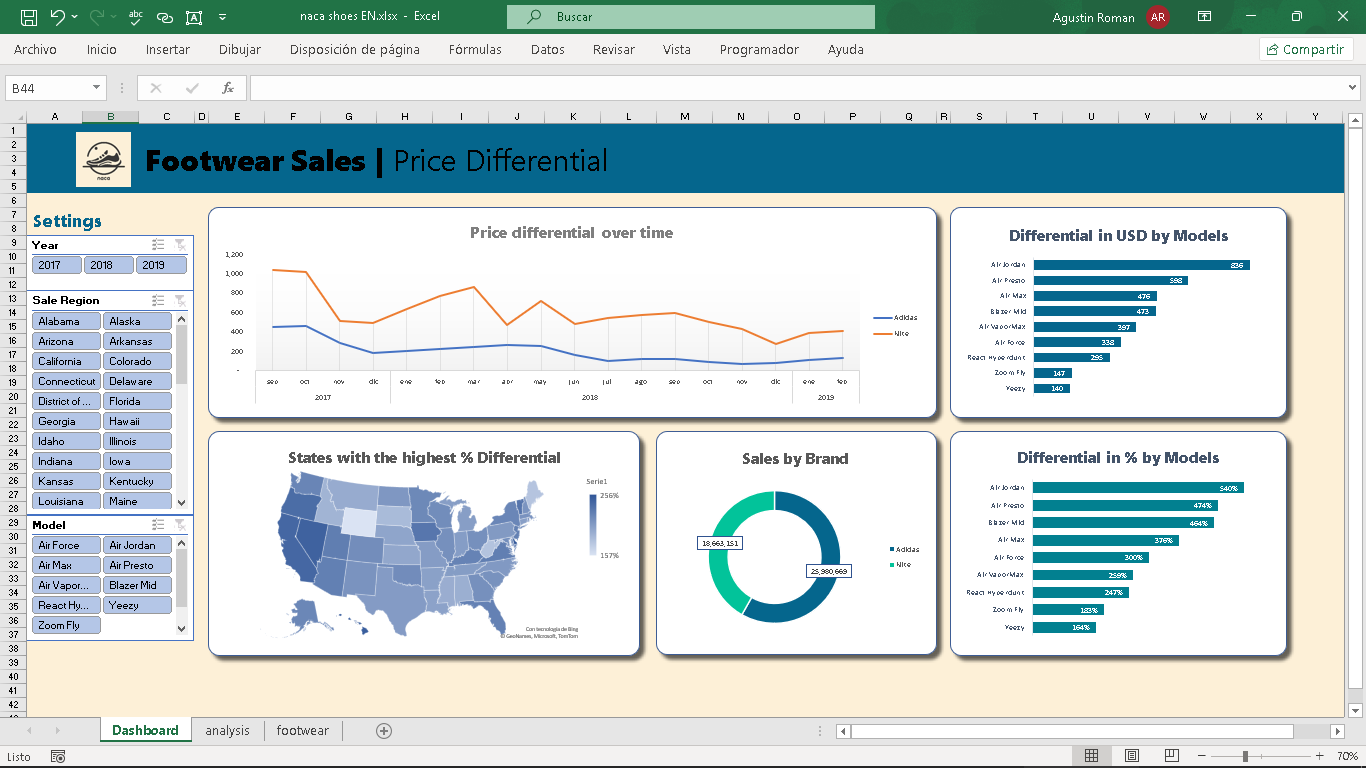 naca shoes EN.xlsx - Excel
Buscar
Agustin Roman
AR
Archivo Inicio Insertar Dibujar Disposición de página Fórmulas Datos Revisar Vista Programador Ayuda
Compartir
B44
fx
A B C D E F G H I J K L M N O P Q R S T U V W X Y
1
2
3
4
5
6
7
8
9
10
11
12
13
14
15
16
17
18
19
20
21
22
23
24
25
26
27
28
29
30
31
32
33
34
35
36
37
38
39
40
41
42
naca
Footwear Sales | Price Differential
Settings
Year
2017 2018 2019
Sale Region
Alabama Alaska
Arizona Arkansas
California Colorado
Connecticut Delaware
District of ... Florida
Georgia Hawaii
Idaho Illinois
Indiana Iowa
Kansas Kentucky
Louisiana Maine
Model
Air Force Air Jordan
Air Max Air Presto
Air Vapor... Blazer Mid
React Hy... Yeezy
Zoom Fly
Price differential over time
1,200
1,000
800
600
400
200
-
sep oct nov dic ene feb mar abr may jun jul ago sep oct nov dic ene feb
2017 2018 2019
Adidas
Nite
Differential in USD by Models
Air Jordan 836
Air Presto 598
Air Max 476
Blazer Mid 473
Air VaporMax 397
Air Force 338
React Hyperdunt 295
Zoom Fly 147
Yeezy 140
States with the highest % Differential
Serie1
256%
157%
Con tecnología de Bing
© GeoNames, Microsoft, TomTom
Sales by Brand
18,663,151
25,980,669
Adidas
Nite
Differential in % by Models
Air Jordan 540%
Air Presto 474%
Blazer Mid 464%
Air Max 376%
Air Force 300%
Air VaporMax 259%
React Hyperdunt 247%
Zoom Fly 183%
Yeezy 164%
Dashboard analysis footwear
Listo
70%